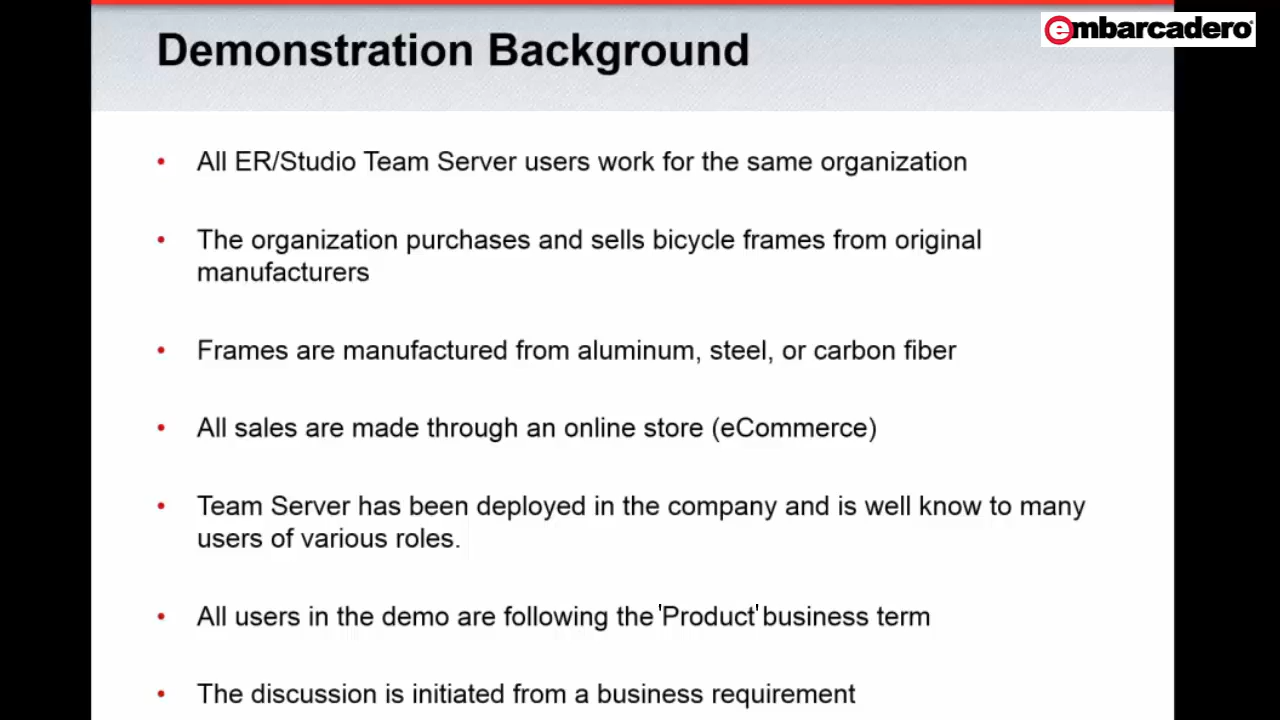 embarcadero
Demonstration Background
• All ER/Studio Team Server users work for the same organization
• The organization purchases and sells bicycle frames from original
manufacturers
• Frames are manufactured from aluminum, steel, or carbon fiber
• All sales are made through an online store (eCommerce)
• Team Server has been deployed in the company and is well know to many
users of various roles.
• All users in the demo are following the 'Product' business term
• The discussion is initiated from a business requirement